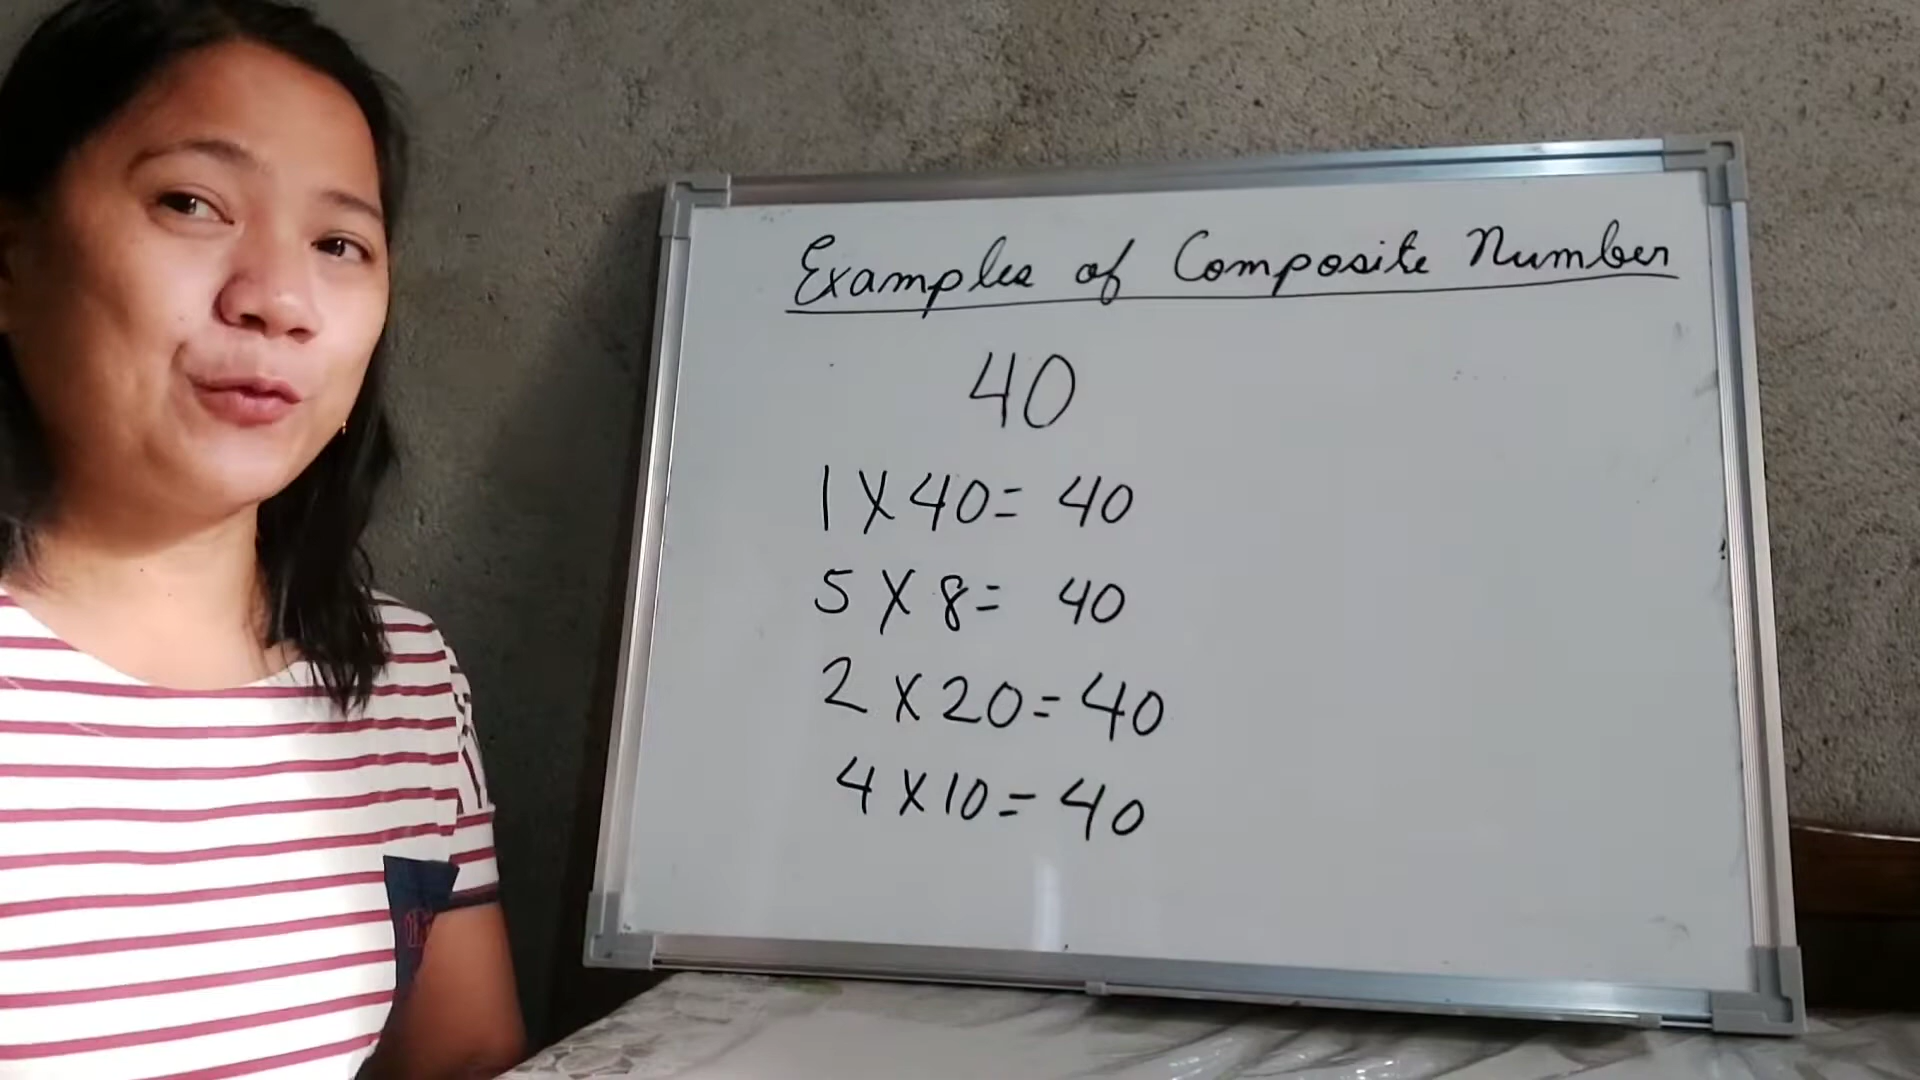 Examples of Composite Number
40
1 X 40 = 40
5 X 8 = 40
2 X 20 = 40
4 X 10 = 40